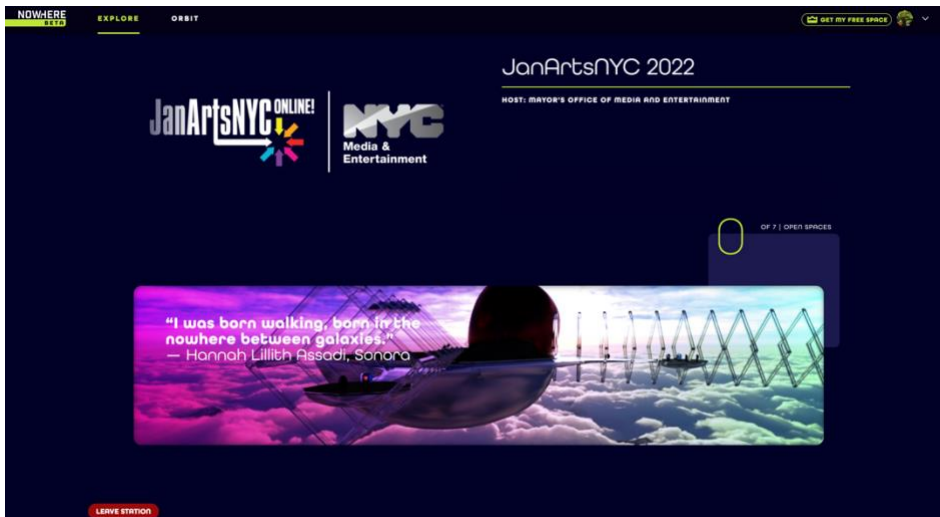 NOWHERE
BETA
EXPLORE
ORBIT
GET MY FREE SPACE
JanArtsNYC 2022
HOST: MAYOR'S OFFICE OF MEDIA AND ENTERTAINMENT
JanArtsNYC ONLINE!
NYC
Media &
Entertainment
0
OF 7 | OPEN SPACES
“I was born walking, born in the
nowhere between galaxies.”
— Hannah Lillith Assadi, Sonora
LEAVE STATION